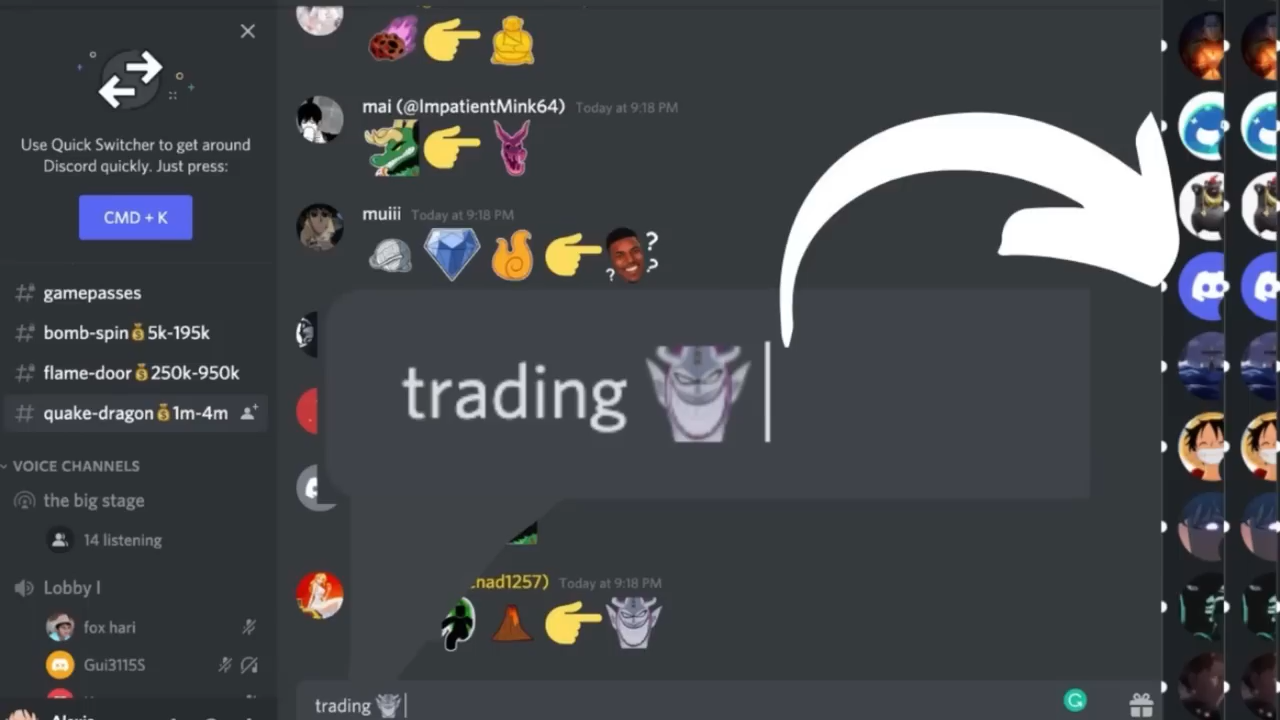 Use Quick Switcher to get around
Discord quickly. Just press:
CMD + K
gamepasses
bomb-spin💰5k-195k
flame-door💰250k-950k
quake-dragon💰1m-4m
VOICE CHANNELS
the big stage
14 listening
Lobby I
fox hari
Gui3115S
mai (@ImpatientMink64) Today at 9:18 PM
muiii Today at 9:18 PM
? ? ?
trading
nad1257) Today at 9:18 PM
trading